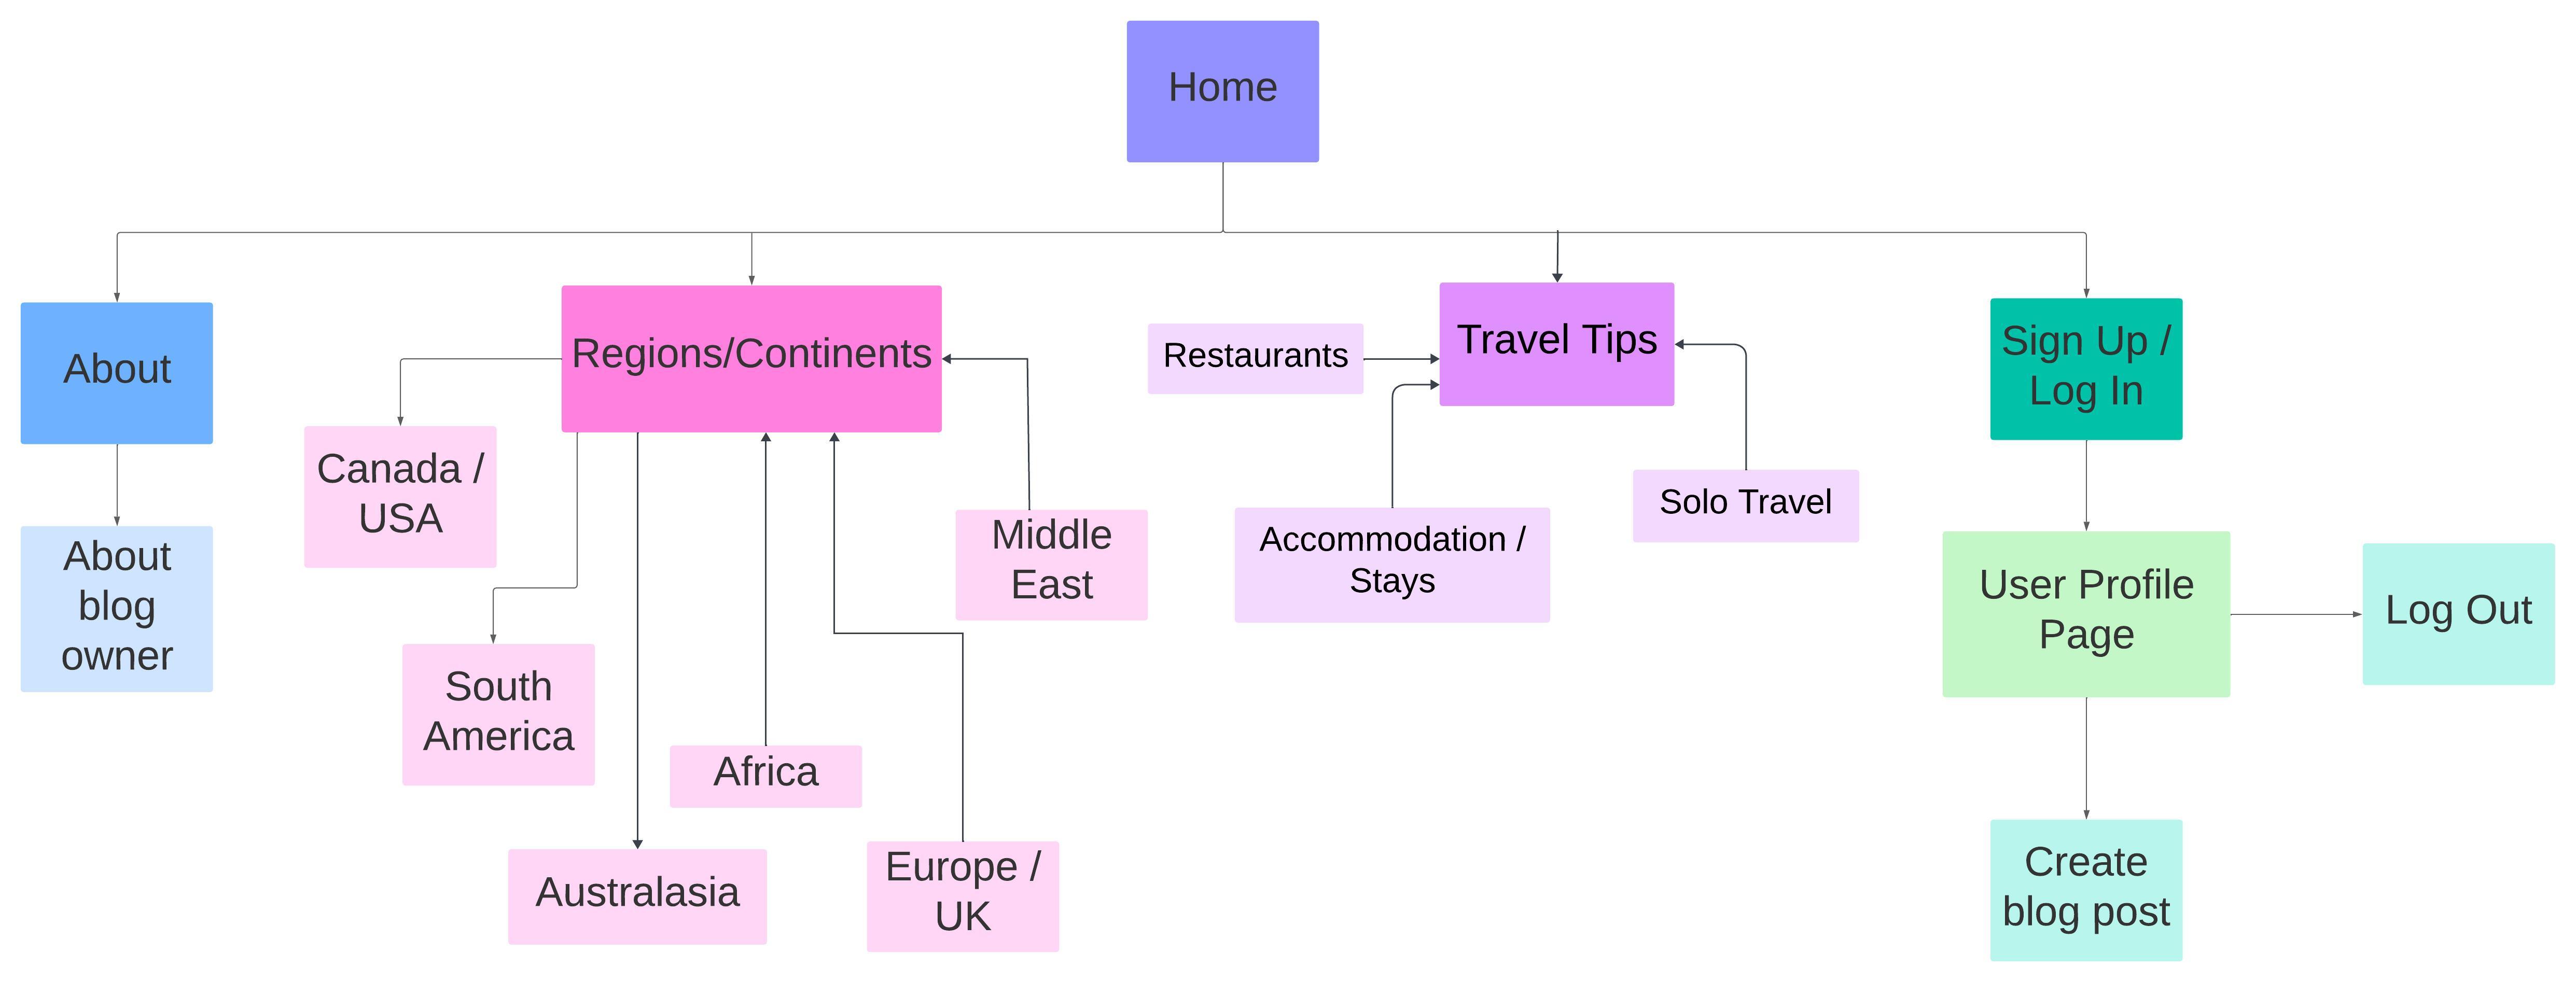 Home
About
Regions/Continents
Travel Tips
Sign Up /
Log In
Restaurants
Canada /
USA
Middle
East
Accommodation /
Stays
Solo Travel
About
blog
owner
User Profile
Page
Log Out
South
America
Africa
Australasia
Europe /
UK
Create
blog post